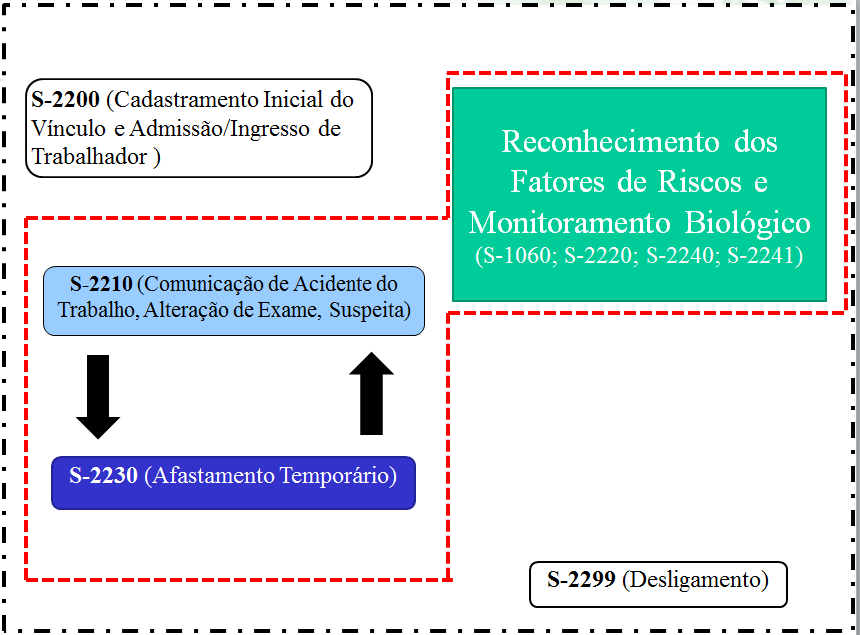 S-2200 (Cadastramento Inicial do
Vínculo e Admissão/Ingresso de
Trabalhador )
Reconhecimento dos
Fatores de Riscos e
Monitoramento Biológico
(S-1060; S-2220; S-2240; S-2241)
S-2210 (Comunicação de Acidente do
Trabalho, Alteração de Exame, Suspeita)
S-2230 (Afastamento Temporário)
S-2299 (Desligamento)